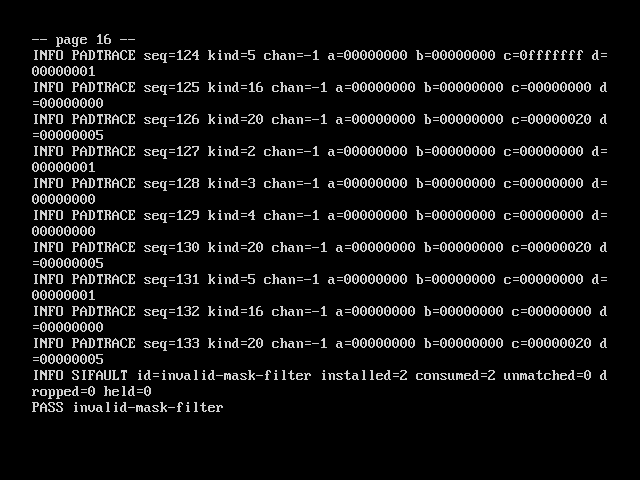 -- page 16 --
INFO PADTRACE seq=124 kind=5 chan=-1 a=00000000 b=00000000 c=0fffffff d=
00000001
INFO PADTRACE seq=125 kind=16 chan=-1 a=00000000 b=00000000 c=00000000 d
=00000000
INFO PADTRACE seq=126 kind=20 chan=-1 a=00000000 b=00000000 c=00000020 d
=00000005
INFO PADTRACE seq=127 kind=2 chan=-1 a=00000000 b=00000000 c=00000000 d=
00000001
INFO PADTRACE seq=128 kind=3 chan=-1 a=00000000 b=00000000 c=00000000 d=
00000000
INFO PADTRACE seq=129 kind=4 chan=-1 a=00000000 b=00000000 c=00000000 d=
00000000
INFO PADTRACE seq=130 kind=20 chan=-1 a=00000000 b=00000000 c=00000020 d
=00000005
INFO PADTRACE seq=131 kind=5 chan=-1 a=00000000 b=00000000 c=00000000 d=
00000001
INFO PADTRACE seq=132 kind=16 chan=-1 a=00000000 b=00000000 c=00000000 d
=00000000
INFO PADTRACE seq=133 kind=20 chan=-1 a=00000000 b=00000000 c=00000020 d
=00000005
INFO SIFAULT id=invalid-mask-filter installed=2 consumed=2 unmatched=0 d
ropped=0 held=0
PASS invalid-mask-filter